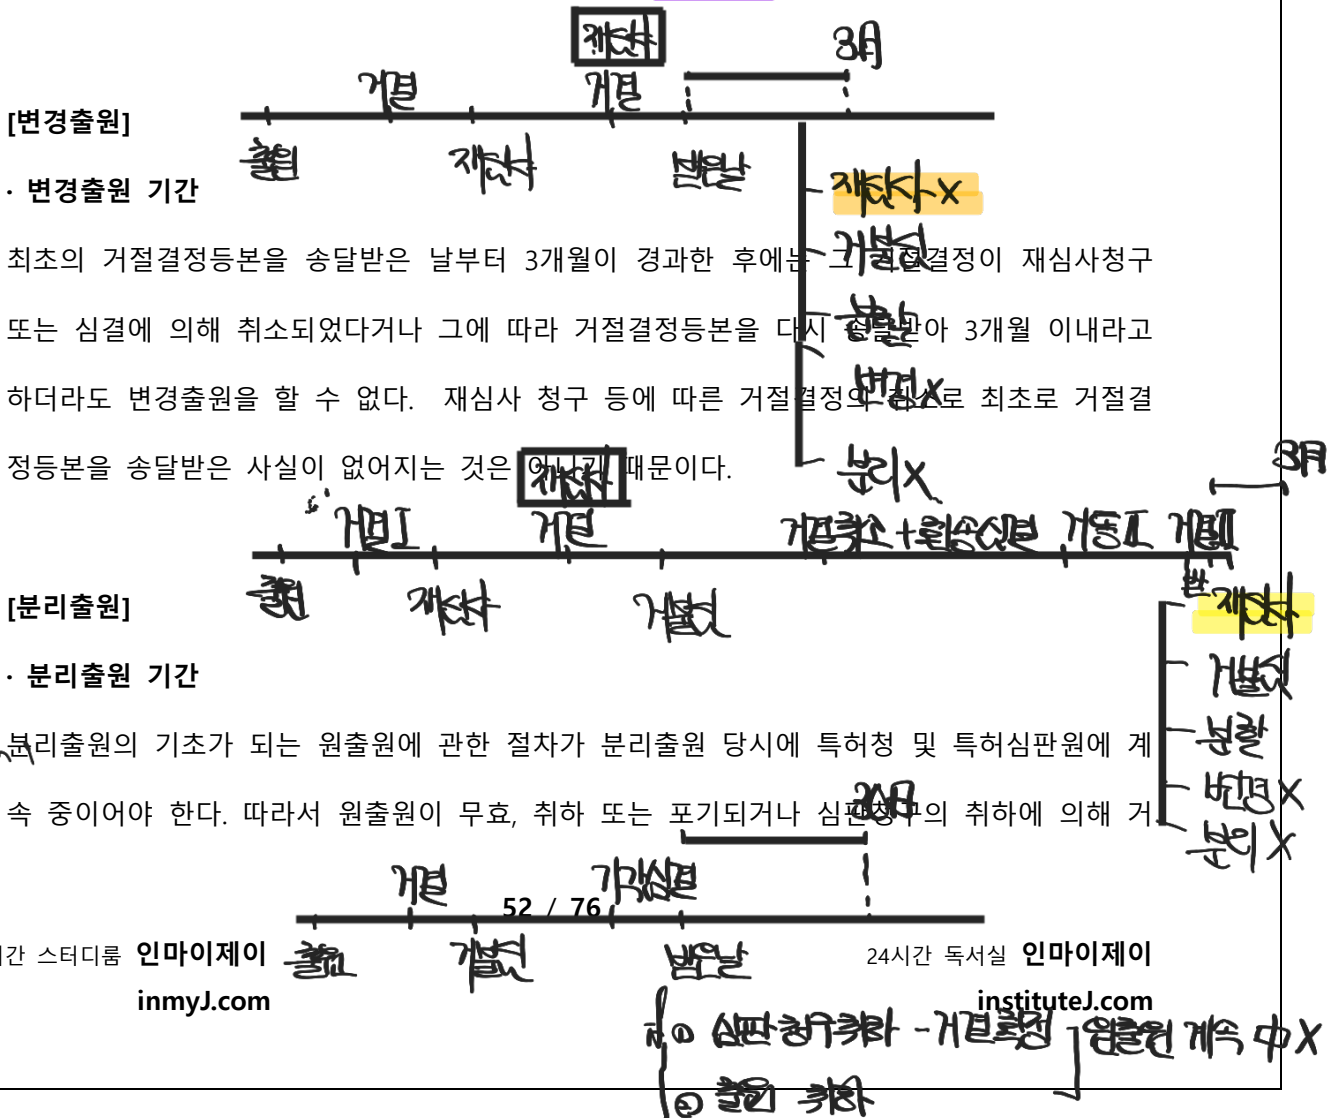 재심사
3月
거절
거절
[변경출원]
출원
재심사
받은날
· 변경출원 기간
재심사 X
거불심
최초의 거절결정등본을 송달받은 날부터 3개월이 경과한 후에는 그 거절결정이 재심사청구
또는 심결에 의해 취소되었다거나 그에 따라 거절결정등본을 다시 송달받아 3개월 이내라고
분할
변경X
하더라도 변경출원을 할 수 없다. 재심사 청구 등에 따른 거절결정의 취소로 최초로 거절결
정등본을 송달받은 사실이 없어지는 것은 아니기 때문이다.
분리X
재심사
3月
거절I
거절
거절취소+환송심결
거통II
거절II
출원
재심사
거불심
받
재심사
[분리출원]
거불심
· 분리출원 기간
분할
분리출원의 기초가 되는 원출원에 관한 절차가 분리출원 당시에 특허청 및 특허심판원에 계
변경X
속 중이어야 한다. 따라서 원출원이 무효, 취하 또는 포기되거나 심판청구의 취하에 의해 거
분리X
30日
거절
기각심결
52 / 76
출원
거불심
받은날
간 스터디룸 인마이제이
24시간 독서실 인마이제이
inmyJ.com
instituteJ.com
① 심판청구취하 - 거절확정
② 출원 취하
원출원 계속 中X